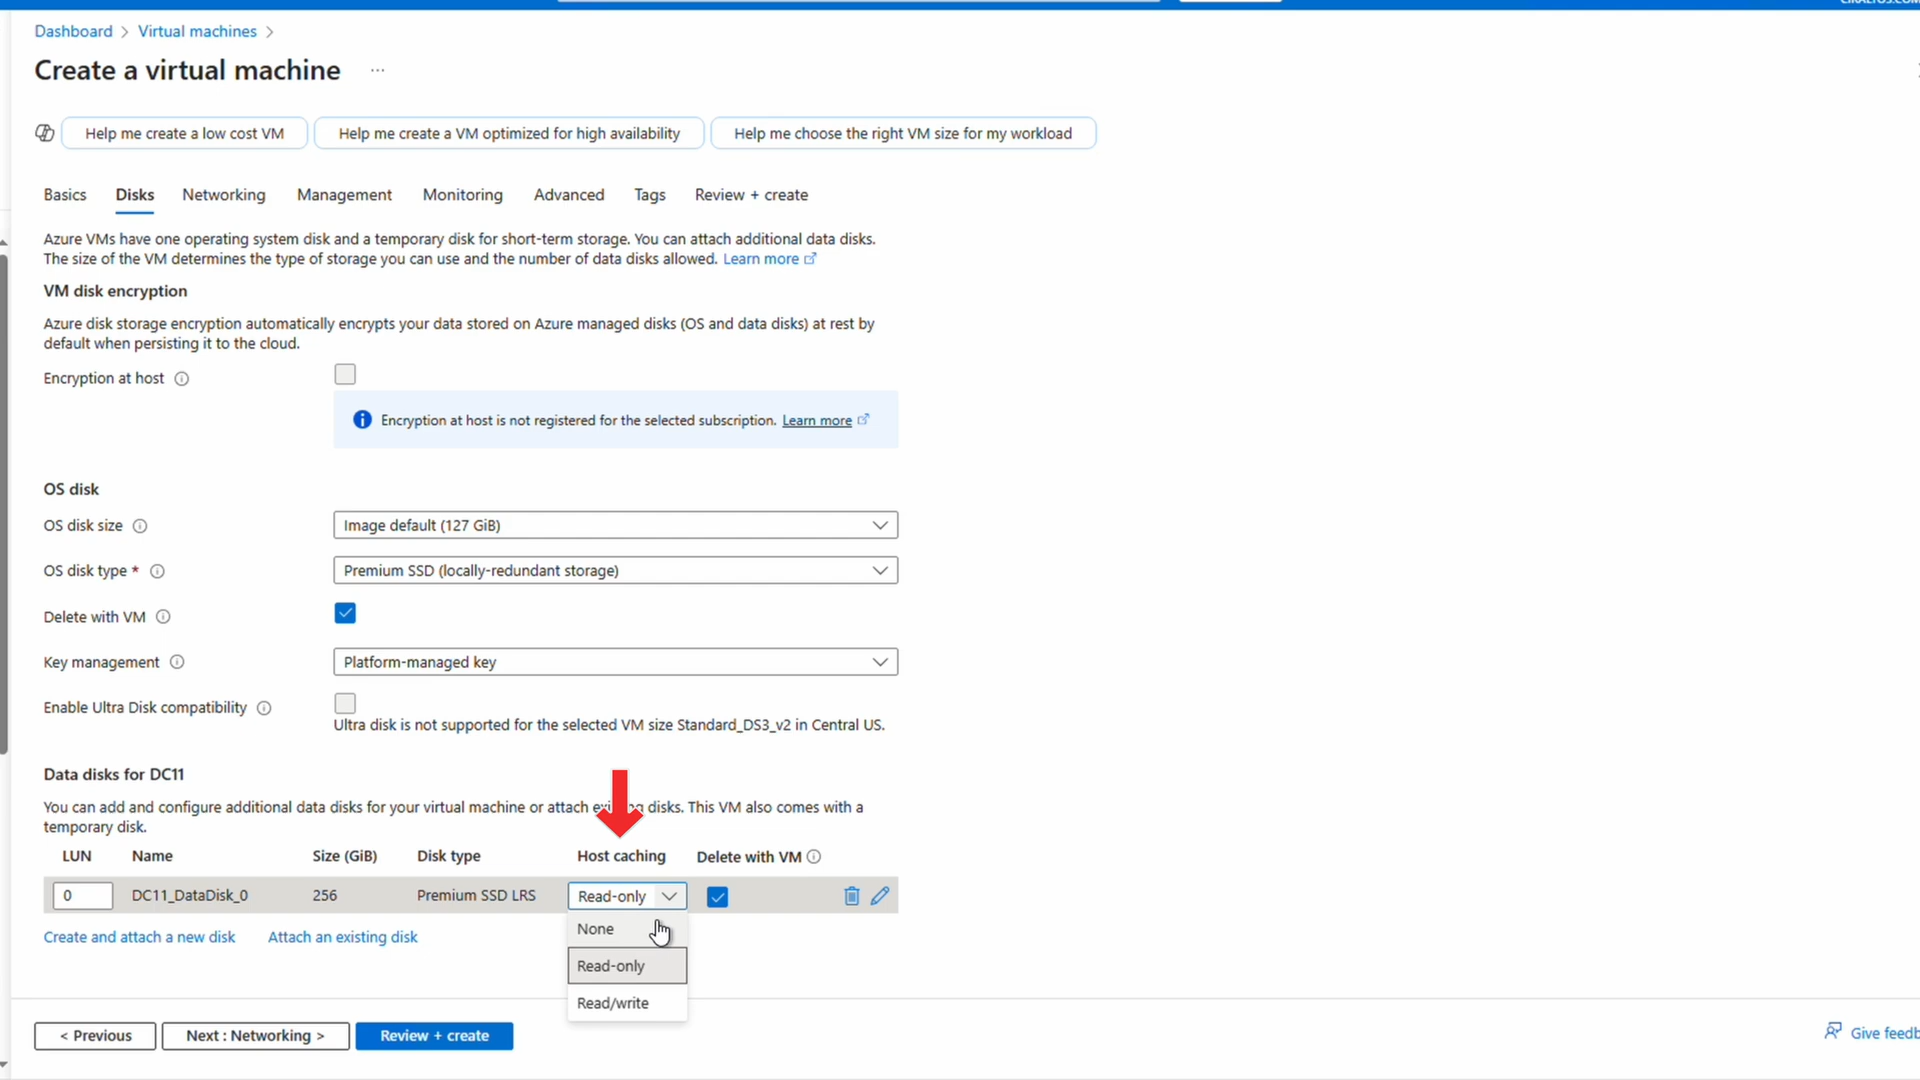 Dashboard > Virtual machines >
Create a virtual machine ...
Help me create a low cost VM
Help me create a VM optimized for high availability
Help me choose the right VM size for my workload
Basics
Disks
Networking
Management
Monitoring
Advanced
Tags
Review + create
Azure VMs have one operating system disk and a temporary disk for short-term storage. You can attach additional data disks.
The size of the VM determines the type of storage you can use and the number of data disks allowed. Learn more
VM disk encryption
Azure disk storage encryption automatically encrypts your data stored on Azure managed disks (OS and data disks) at rest by
default when persisting it to the cloud.
Encryption at host
Encryption at host is not registered for the selected subscription. Learn more
OS disk
OS disk size
Image default (127 GiB)
OS disk type *
Premium SSD (locally-redundant storage)
Delete with VM
Key management
Platform-managed key
Enable Ultra Disk compatibility
Ultra disk is not supported for the selected VM size Standard_DS3_v2 in Central US.
Data disks for DC11
You can add and configure additional data disks for your virtual machine or attach disks. This VM also comes with a
temporary disk.
LUN Name Size (GiB) Disk type Host caching Delete with VM
0 DC11_DataDisk_0 256 Premium SSD LRS Read-only
Create and attach a new disk
Attach an existing disk
None
Read-only
Read/write
< Previous
Next : Networking >
Review + create
Give feedb